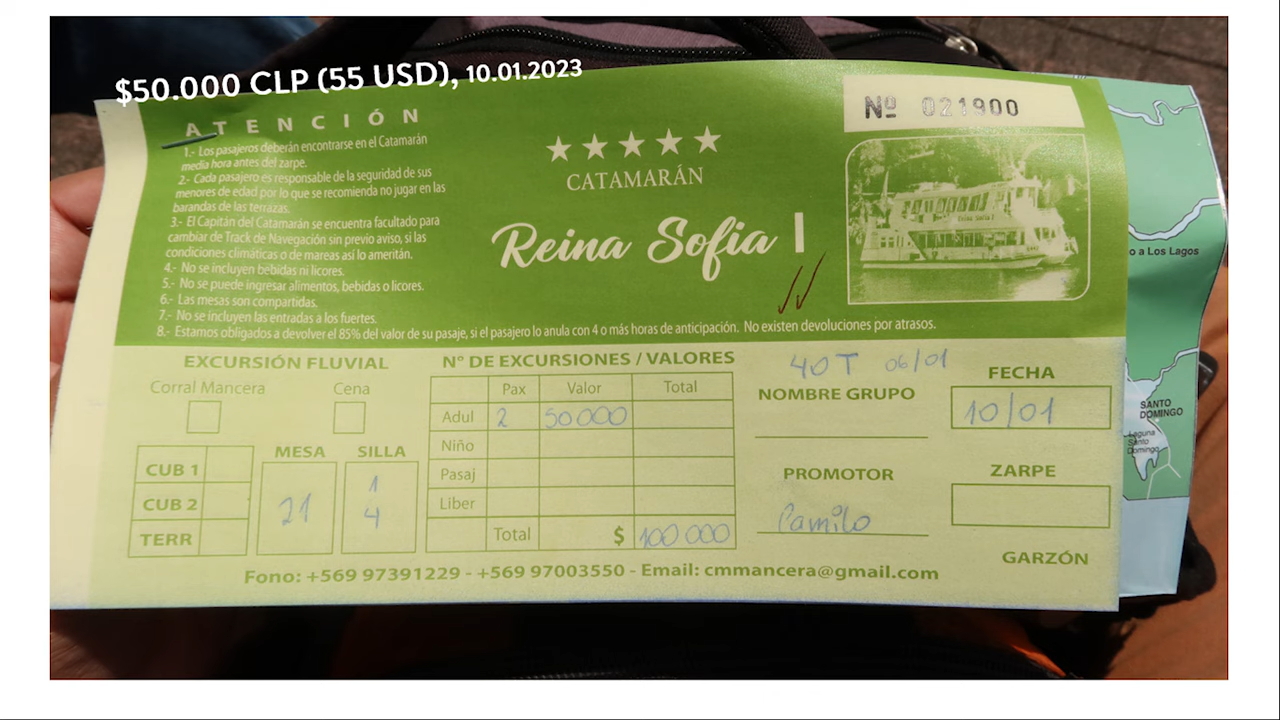 $50.000 CLP (55 USD), 10.01.2023
ATENCIÓN
1.- Los pasajeros deberán encontrarse en el Catamarán
media hora antes del zarpe.
2.- Cada pasajero es responsable de la seguridad de sus
menores de edad por lo que se recomienda no jugar en las
barandas de las terrazas.
3.- El Capitán del Catamarán se encuentra facultado para
cambiar de Track de Navegación sin previo aviso, si las
condiciones climáticas o de mareas así lo ameritán.
4.- No se incluyen bebidas ni licores.
5.- No se puede ingresar alimentos, bebidas o licores.
6.- Las mesas son compartidas.
7.- No se incluyen las entradas a los fuertes.
8.- Estamos obligados a devolver el 85% del valor de su pasaje, si el pasajero lo anula con 4 o más horas de anticipación. No existen devoluciones por atrasos.
CATAMARÁN
Reina Sofia I
Nº 021900
o a Los Lagos
EXCURSIÓN FLUVIAL
Corral Mancera Cena
CUB 1
CUB 2
TERR
MESA SILLA
21 1
4
N° DE EXCURSIONES / VALORES
Pax Valor Total
Adul 2 50000
Niño
Pasaj
Liber
Total $ 100 000
40T 06/01
NOMBRE GRUPO
PROMOTOR
Camilo
FECHA
10/01
ZARPE
GARZÓN
Fono: +569 97391229 - +569 97003550 - Email: cmmancera@gmail.com
SANTO
DOMINGO
Laguna
Santo
Domingo